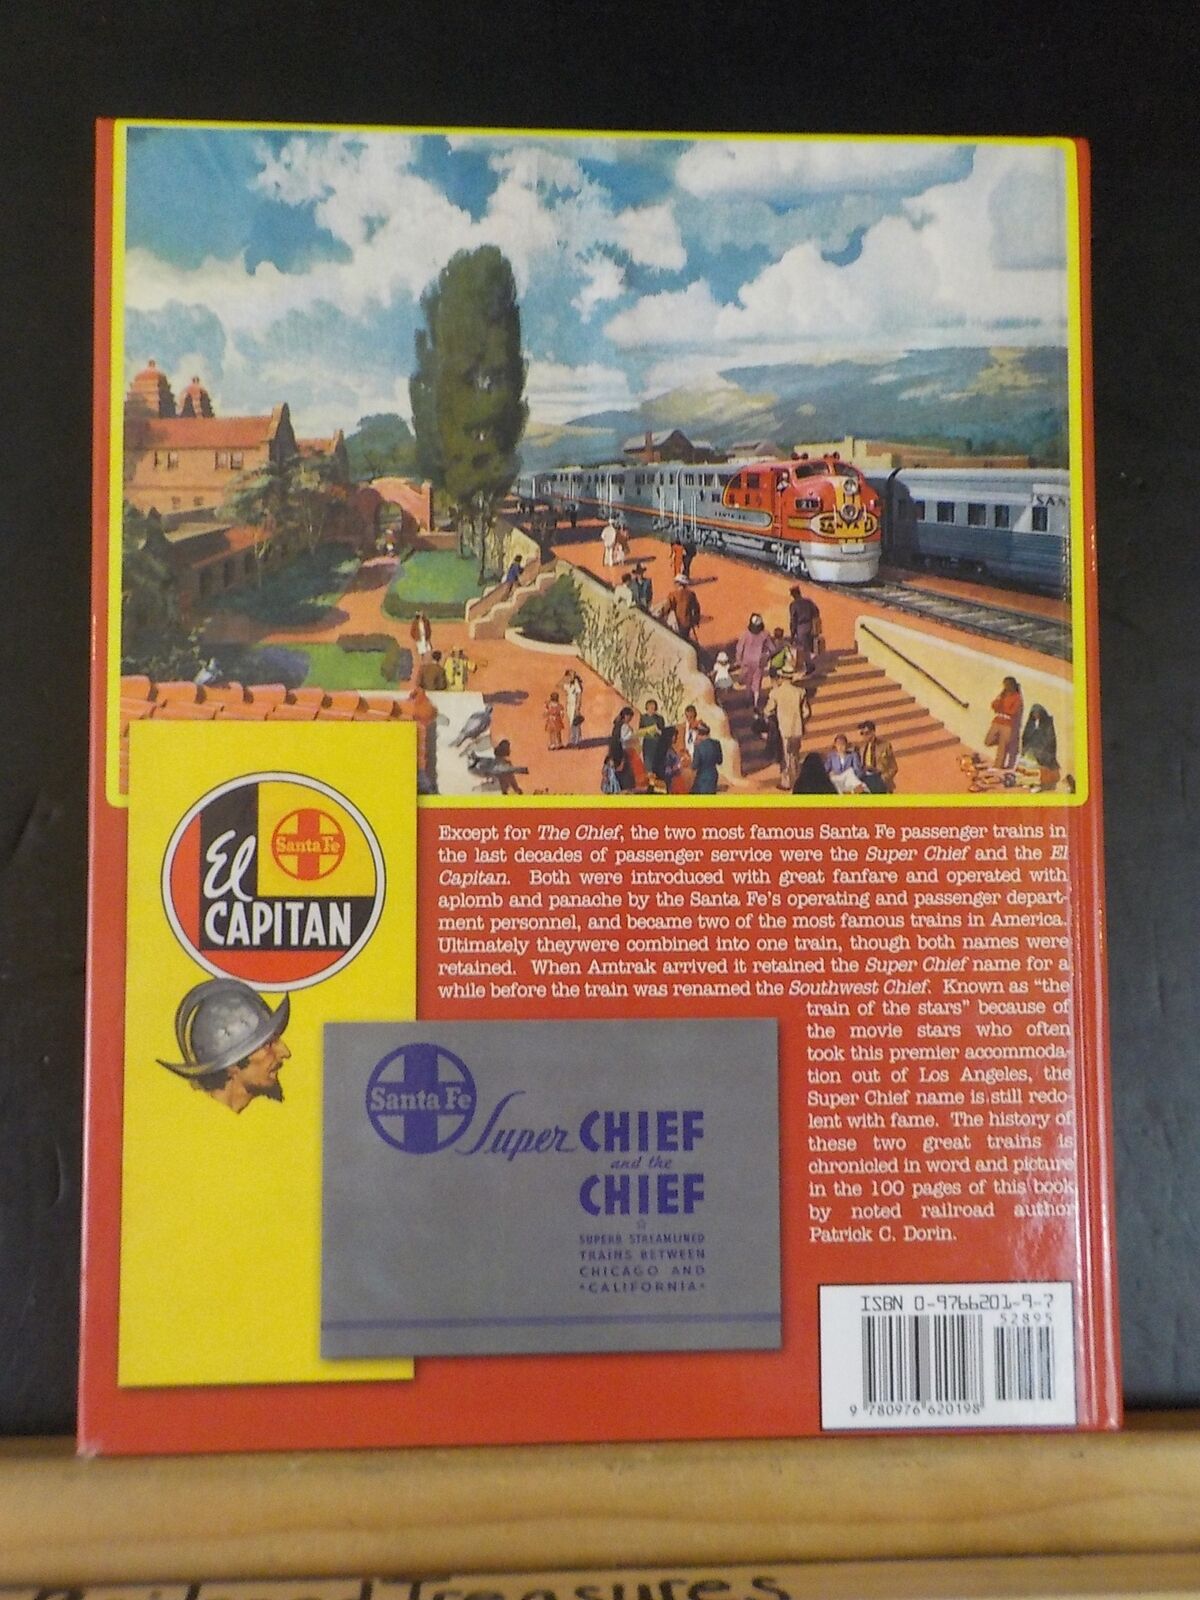 SANTA FE
SANTA F
SAN
El
Santa Fe
CAPITAN
Except for The Chief, the two most famous Santa Fe passenger trains in
the last decades of passenger service were the Super Chief and the El
Capitan. Both were introduced with great fanfare and operated with
aplomb and panache by the Santa Fe's operating and passenger depart-
ment personnel, and became two of the most famous trains in America.
Ultimately theywere combined into one train, though both names were
retained. When Amtrak arrived it retained the Super Chief name for a
while before the train was renamed the Southwest Chief. Known as "the
train of the stars" because of
the movie stars who often
took this premier accommoda-
tion out of Los Angeles, the
Super Chief name is still redo-
lent with fame. The history of
these two great trains is
chronicled in word and picture
in the 100 pages of this book
by noted railroad author
Patrick C. Dorin.
Santa Fe
Super CHIEF
and the
CHIEF
SUPERB STREAMLINED
TRAINS BETWEEN
CHICAGO AND
•CALIFORNIA•
ISBN 0-9766201-9-7
52895
9 780976 620198
Railroad Treasures